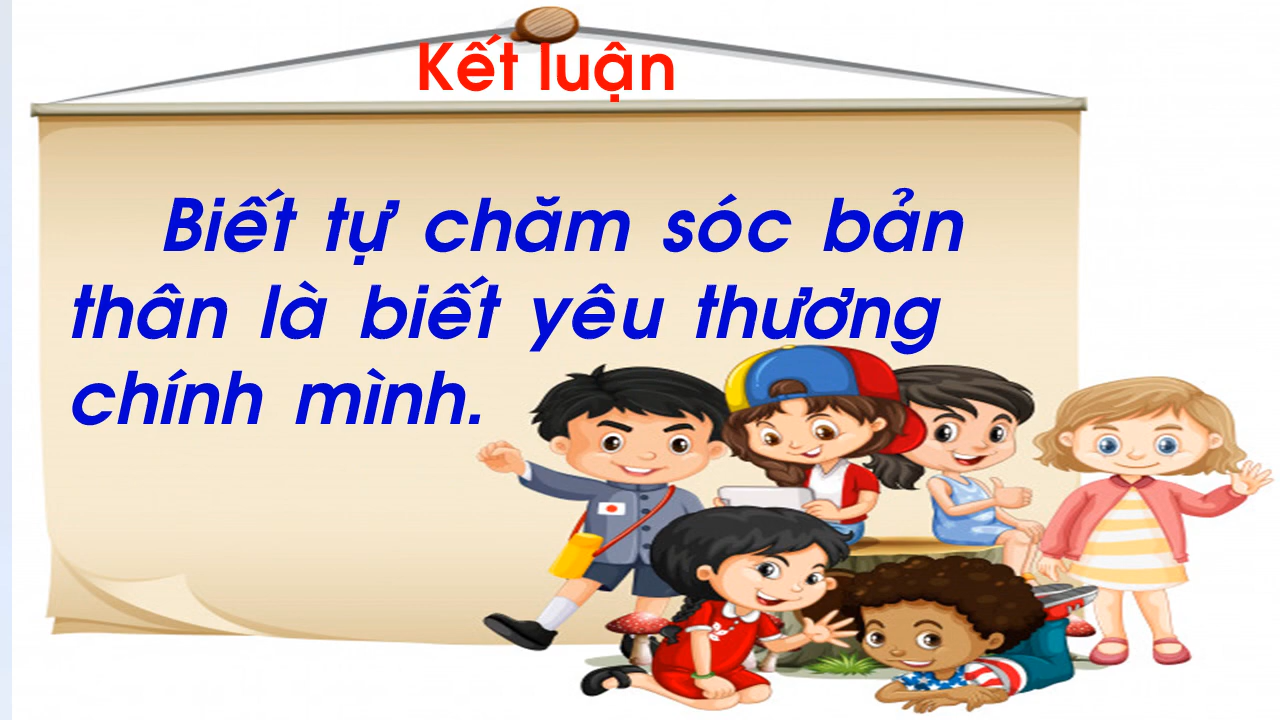 Kết luận
Biết tự chăm sóc bản
thân là biết yêu thương
chính mình.